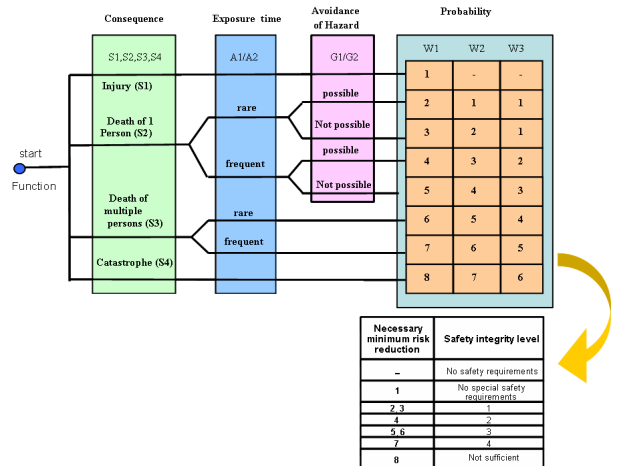 Consequence
Exposure time
Avoidance
of Hazard
Probability
S1,S2,S3,S4
A1/A2
G1/G2
W1 W2 W3
Injury (S1)
Death of 1
Person (S2)
Death of
multiple
persons (S3)
Catastrophe (S4)
start
Function
rare
frequent
rare
frequent
possible
Not possible
possible
Not possible
1 - -
2 1 1
3 2 1
4 3 2
5 4 3
6 5 4
7 6 5
8 7 6
Necessary
minimum risk
reduction
Safety integrity level
– No safety requirements
1 No special safety
requirements
2, 3 1
4 2
5, 6 3
7 4
8 Not sufficient